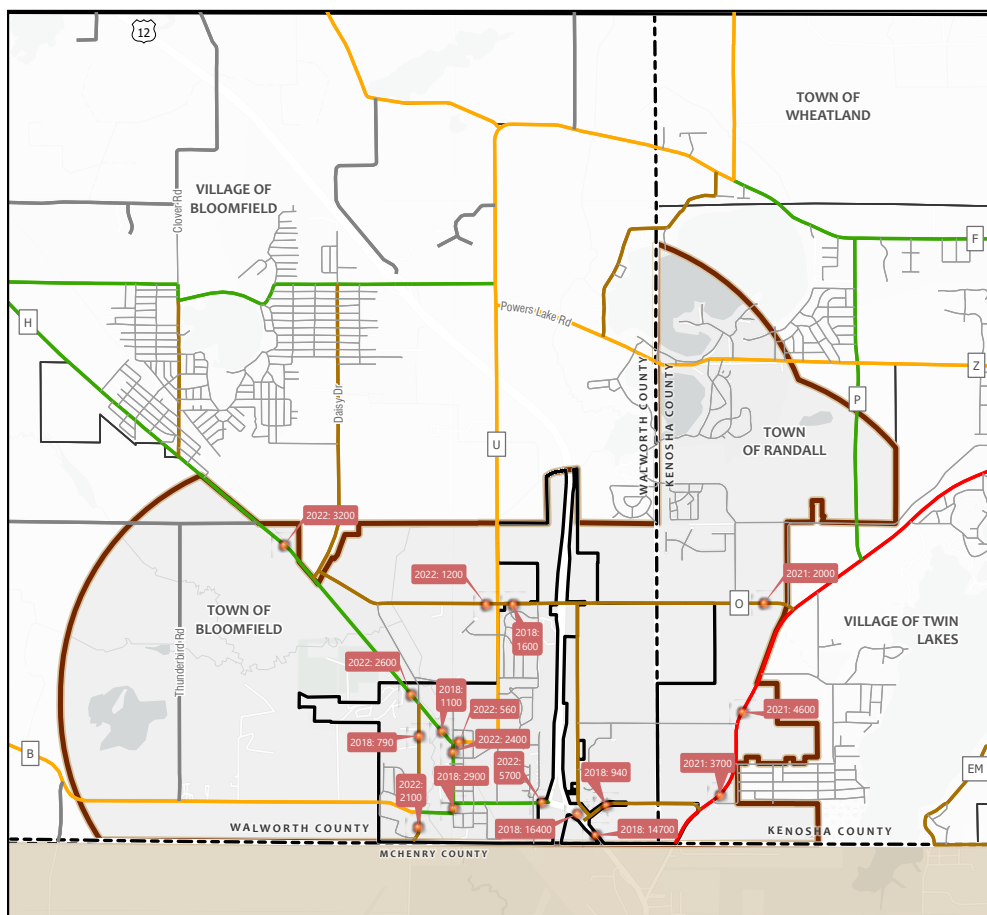 12
TOWN OF
WHEATLAND
VILLAGE OF
BLOOMFIELD
Clover Rd
F
H
Powers Lake Rd
Z
Daisy Dr
WALWORTH COUNTY
KENOSHA COUNTY
P
TOWN
OF RANDALL
U
2022: 3200
2022: 1200
2021: 2000
O
TOWN OF
BLOOMFIELD
2018:
1600
VILLAGE OF TWIN
LAKES
Thunderbird Rd
2022: 2600
2018:
1100
2022: 560
2021: 4600
2018: 790
2022: 2400
B
2022:
5700
2021: 3700
EM
2022:
2100
2018: 2900
2018: 940
WALWORTH COUNTY
2018: 16400
2018: 14700
KENOSHA COUNTY
MCHENRY COUNTY